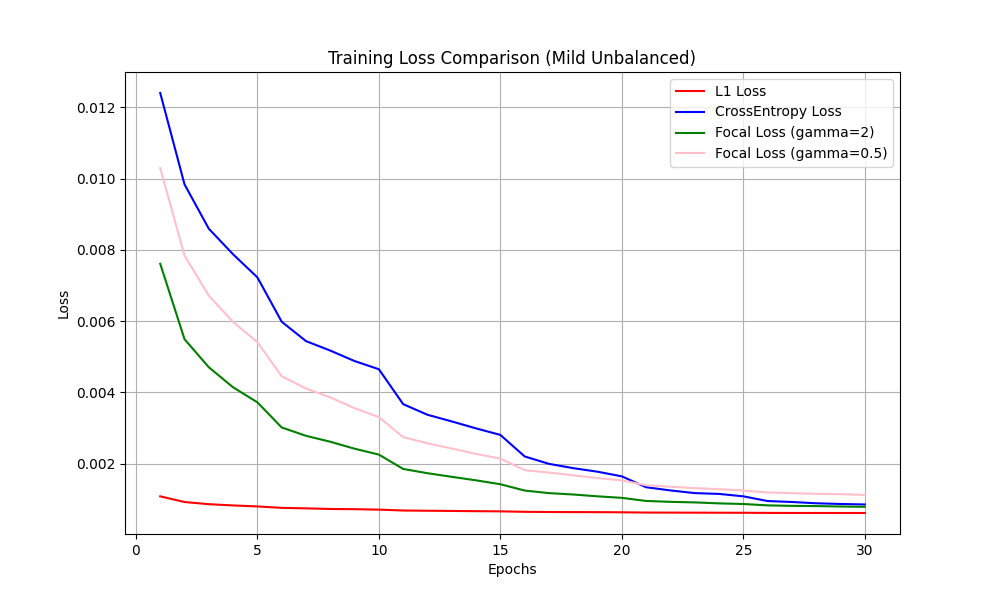 Training Loss Comparison (Mild Unbalanced)
L1 Loss
CrossEntropy Loss
Focal Loss (gamma=2)
Focal Loss (gamma=0.5)
Loss
0.012
0.010
0.008
0.006
0.004
0.002
0 5 10 15 20 25 30
Epochs